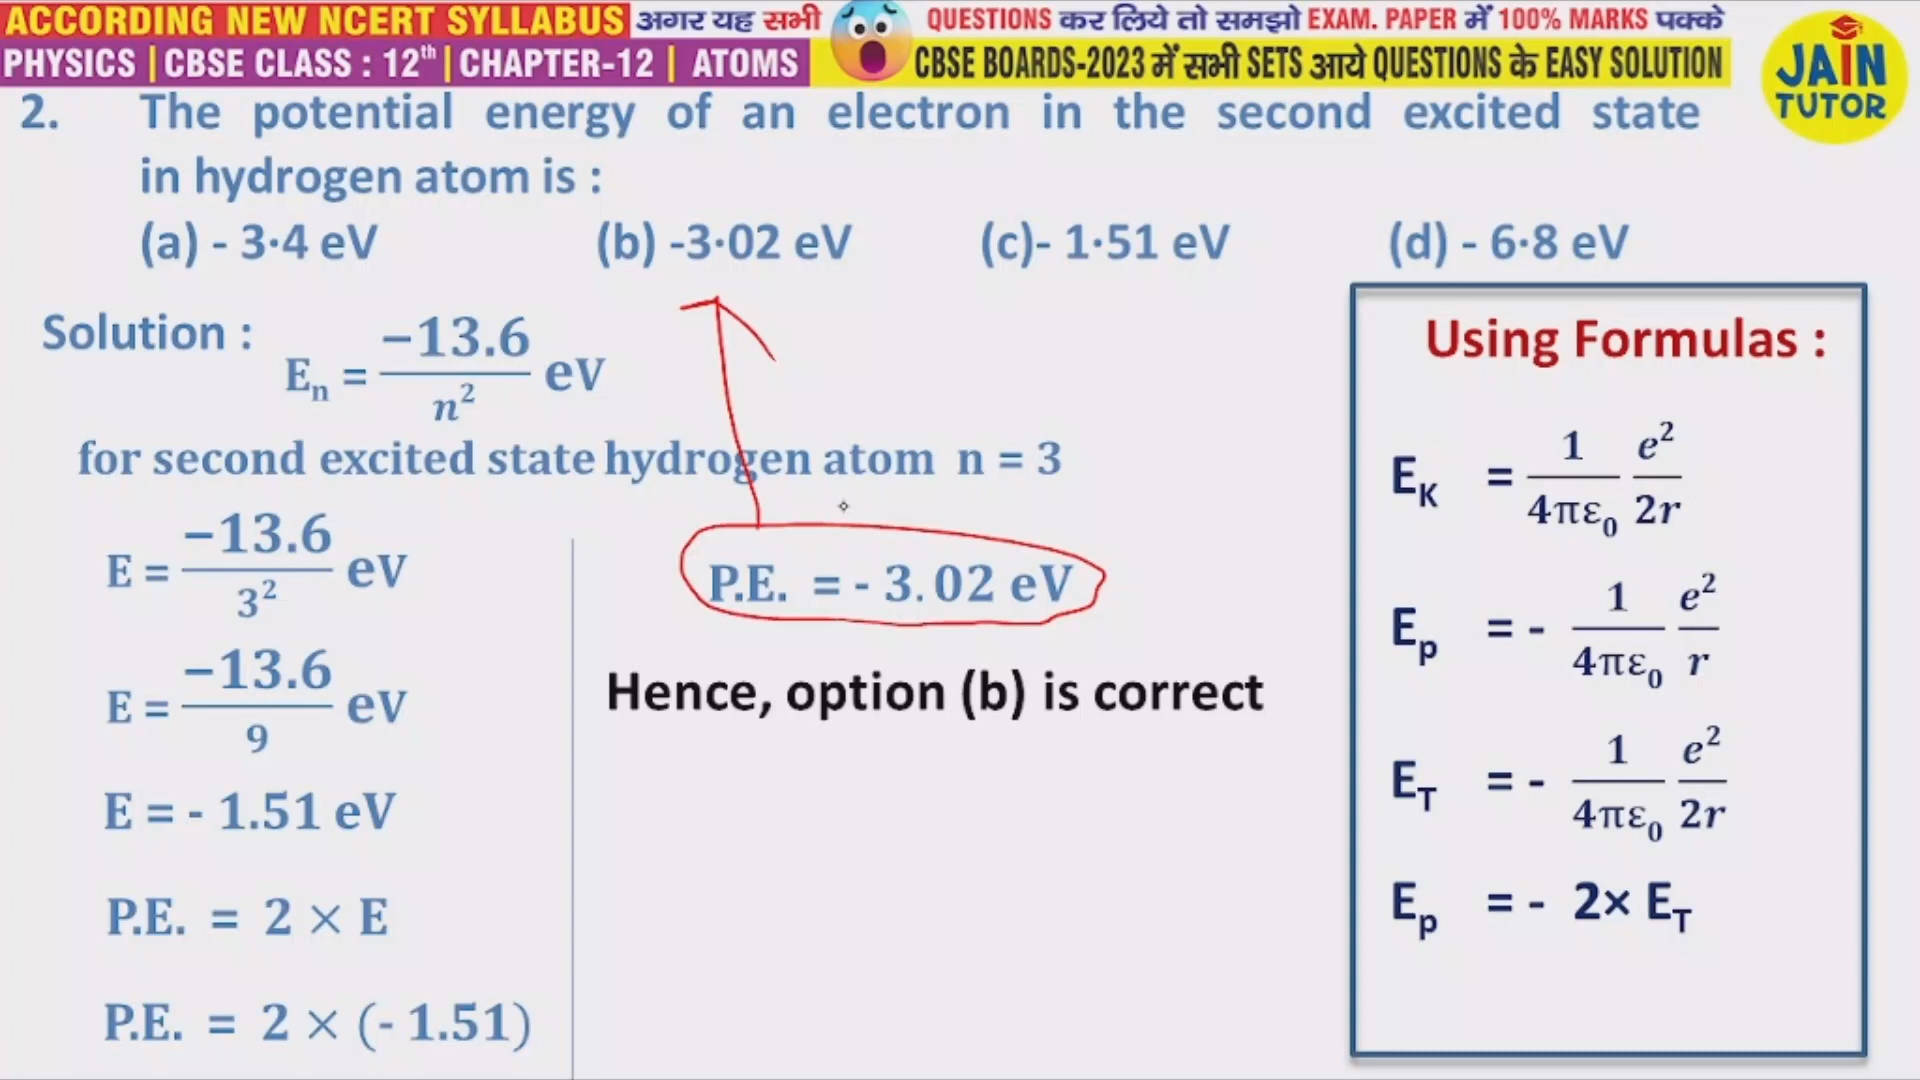 ACCORDING NEW NCERT SYLLABUS अगर यह सभी QUESTIONS कर लिये तो समझो EXAM. PAPER में 100% MARKS पक्के
PHYSICS | CBSE CLASS : 12th | CHAPTER-12 | ATOMS CBSE BOARDS-2023 में सभी SETS आये QUESTIONS के EASY SOLUTION
JAIN
TUTOR
2. The potential energy of an electron in the second excited state
in hydrogen atom is :
(a) - 3·4 eV (b) -3·02 eV (c)- 1·51 eV (d) - 6·8 eV
Solution : Eₙ = −13.6/n² eV
for second excited state hydrogen atom n = 3
E = −13.6/3² eV
E = −13.6/9 eV
E = - 1.51 eV
P.E. = 2 × E
P.E. = 2 × (- 1.51)
P.E. = - 3.02 eV
Hence, option (b) is correct
Using Formulas :
E_K = 1/4πε₀ e²/2r
E_p = - 1/4πε₀ e²/r
E_T = - 1/4πε₀ e²/2r
E_p = - 2× E_T